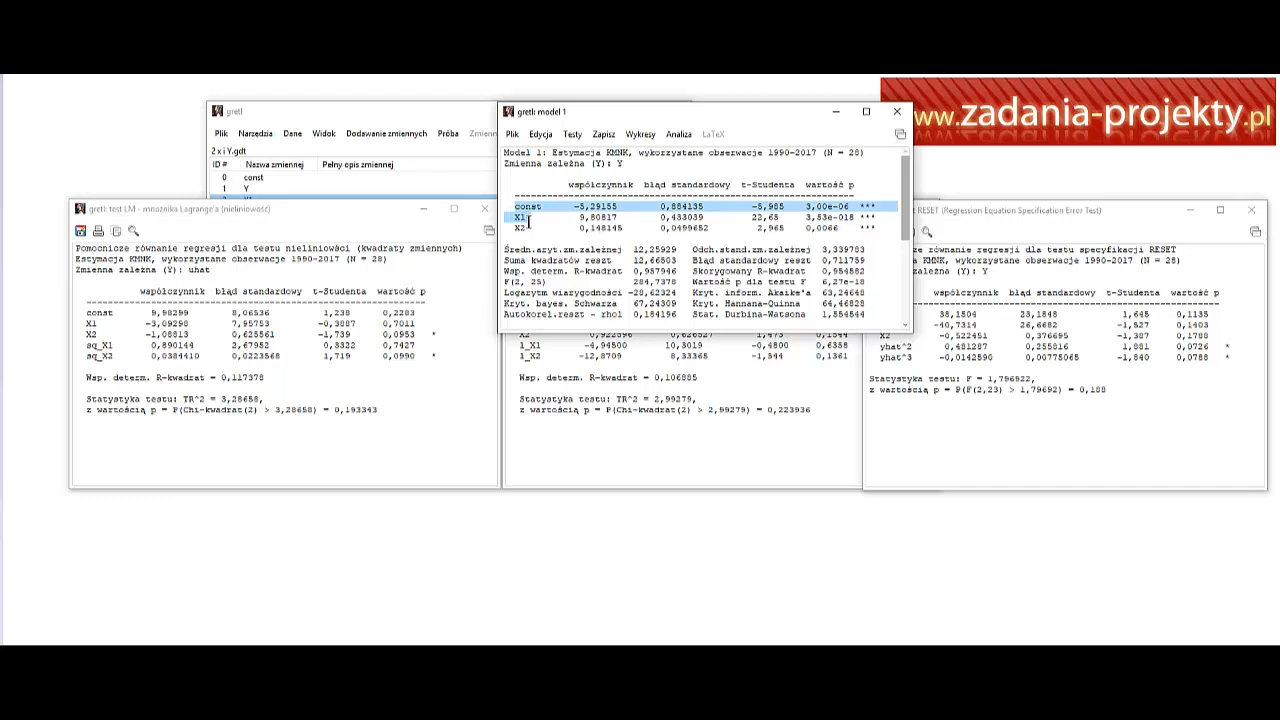 www.zadania-projekty.pl
gretl
Plik Narzędzia Dane Widok Dodawanie zmiennych Próba Zmienn
2 x i Y.gdt
ID # Nazwa zmiennej Pełny opis zmiennej
0 const
1 Y
gretl: model 1
Plik Edycja Testy Zapisz Wykresy Analiza LaTeX
Model 1: Estymacja KMNK, wykorzystane obserwacje 1990-2017 (N = 28)
Zmienna zależna (Y): Y
współczynnik błąd standardowy t-Studenta wartość p
const -5,29155 0,884135 -5,985 3,00e-06 ***
X1 9,80817 0,433039 22,65 3,53e-018 ***
X2 0,148145 0,0499652 2,965 0,0066 ***
Średn.aryt.zm.zależnej 12,25929 Odch.stand.zm.zależnej 3,339783
Suma kwadratów reszt 12,66503 Błąd standardowy reszt 0,711759
Wsp. determ. R-kwadrat 0,957946 Skorygowany R-kwadrat 0,954582
F(2, 25) 284,7378 Wartość p dla testu F 6,27e-18
Logarytm wiarygodności -28,62324 Kryt. inform. Akaike'a 63,24648
Kryt. bayes. Schwarza 67,24309 Kryt. Hannana-Quinna 64,46828
Autokorel.reszt - rho1 0,184196 Stat. Durbina-Watsona 1,554544
gretl: test LM - mnożnika Lagrange'a (nieliniowość)
Pomocnicze równanie regresji dla testu nieliniowości (kwadraty zmiennych)
Estymacja KMNK, wykorzystane obserwacje 1990-2017 (N = 28)
Zmienna zależna (Y): uhat
współczynnik błąd standardowy t-Studenta wartość p
const 9,98299 8,06536 1,238 0,2283
X1 -3,09298 7,95753 -0,3887 0,7011
X2 -1,08813 0,625561 -1,739 0,0953 *
sq_X1 0,890144 2,67952 0,3322 0,7427
sq_X2 0,0384410 0,0223568 1,719 0,0990 *
Wsp. determ. R-kwadrat = 0,117378
Statystyka testu: TR^2 = 3,28658,
z wartością p = P(Chi-kwadrat(2) > 3,28658) = 0,193343
l_X1 -4,94500 10,3019 -0,4800 0,6358
l_X2 -12,8709 8,33365 -1,544 0,1361
Wsp. determ. R-kwadrat = 0,106885
Statystyka testu: TR^2 = 2,99279,
z wartością p = P(Chi-kwadrat(2) > 2,99279) = 0,223936
RESET (Regression Equation Specification Error Test)
ze równanie regresji dla testu specyfikacji RESET
KMNK, wykorzystane obserwacje 1990-2017 (N = 28)
zależna (Y): Y
współczynnik błąd standardowy t-Studenta wartość p
38,1504 23,1848 1,645 0,1135
-40,7314 26,6682 -1,527 0,1403
X2 -0,522451 0,376695 -1,387 0,1788
yhat^2 0,481287 0,255816 1,881 0,0726 *
yhat^3 -0,0142590 0,00775065 -1,840 0,0788 *
Statystyka testu: F = 1,796922,
z wartością p = P(F(2,23) > 1,79692) = 0,188